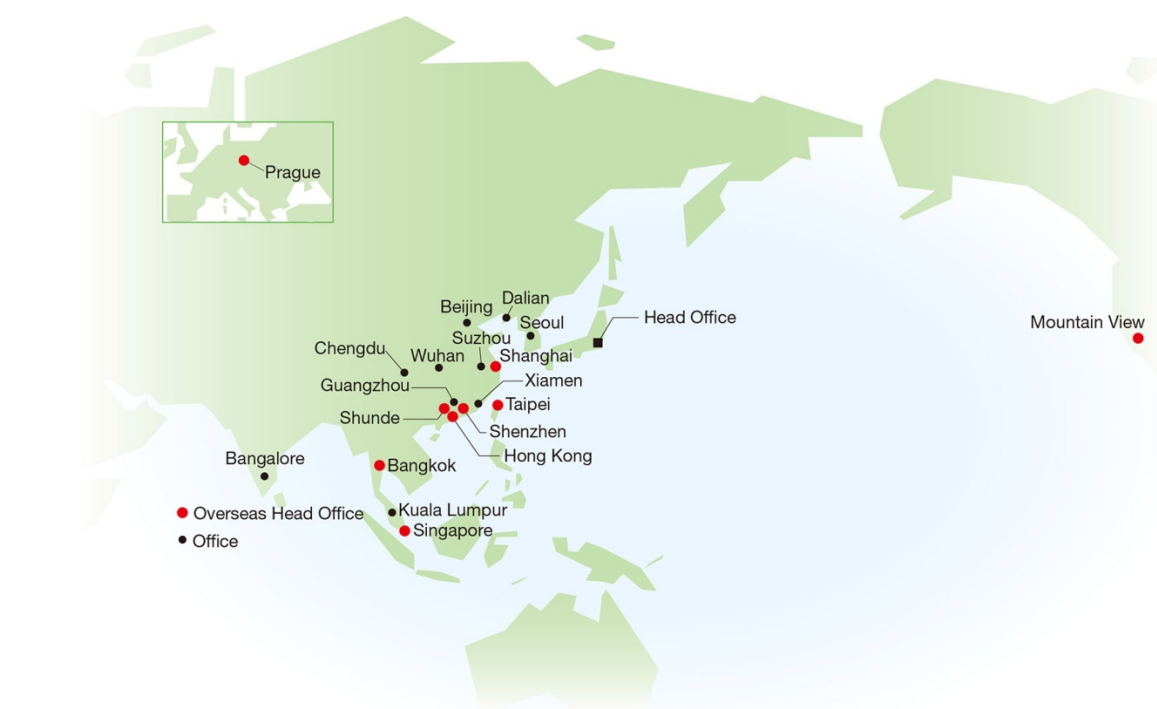 Prague
Dalian
Beijing
Head Office
Seoul
Mountain View
Suzhou
Chengdu
Wuhan
Shanghai
Guangzhou
Xiamen
Taipei
Shunde
Shenzhen
Hong Kong
Bangalore
Bangkok
Kuala Lumpur
Overseas Head Office
Singapore
Office